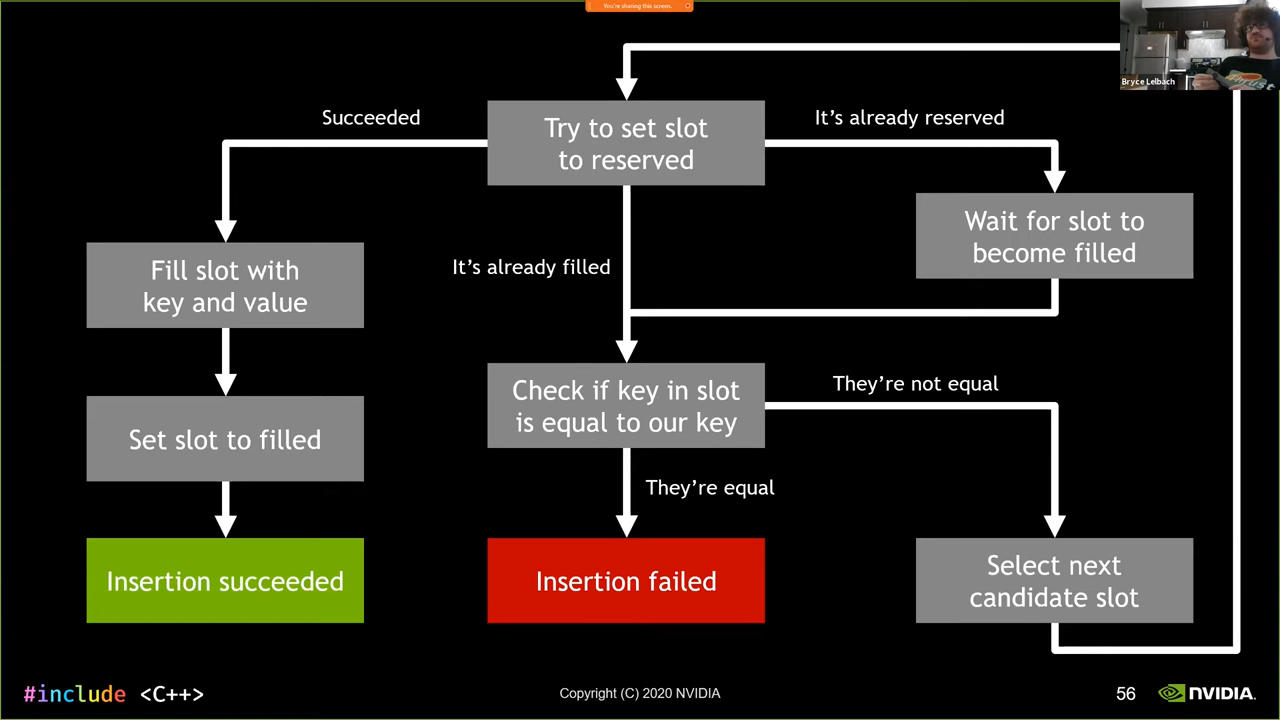 You're sharing this screen.
Bryce Lelbach
Succeeded
Try to set slot
to reserved
It's already reserved
Wait for slot to
become filled
Fill slot with
key and value
It's already filled
Check if key in slot
is equal to our key
They're not equal
Set slot to filled
They're equal
Insertion succeeded
Insertion failed
Select next
candidate slot
#include <C++>
Copyright (C) 2020 NVIDIA
56
NVIDIA.